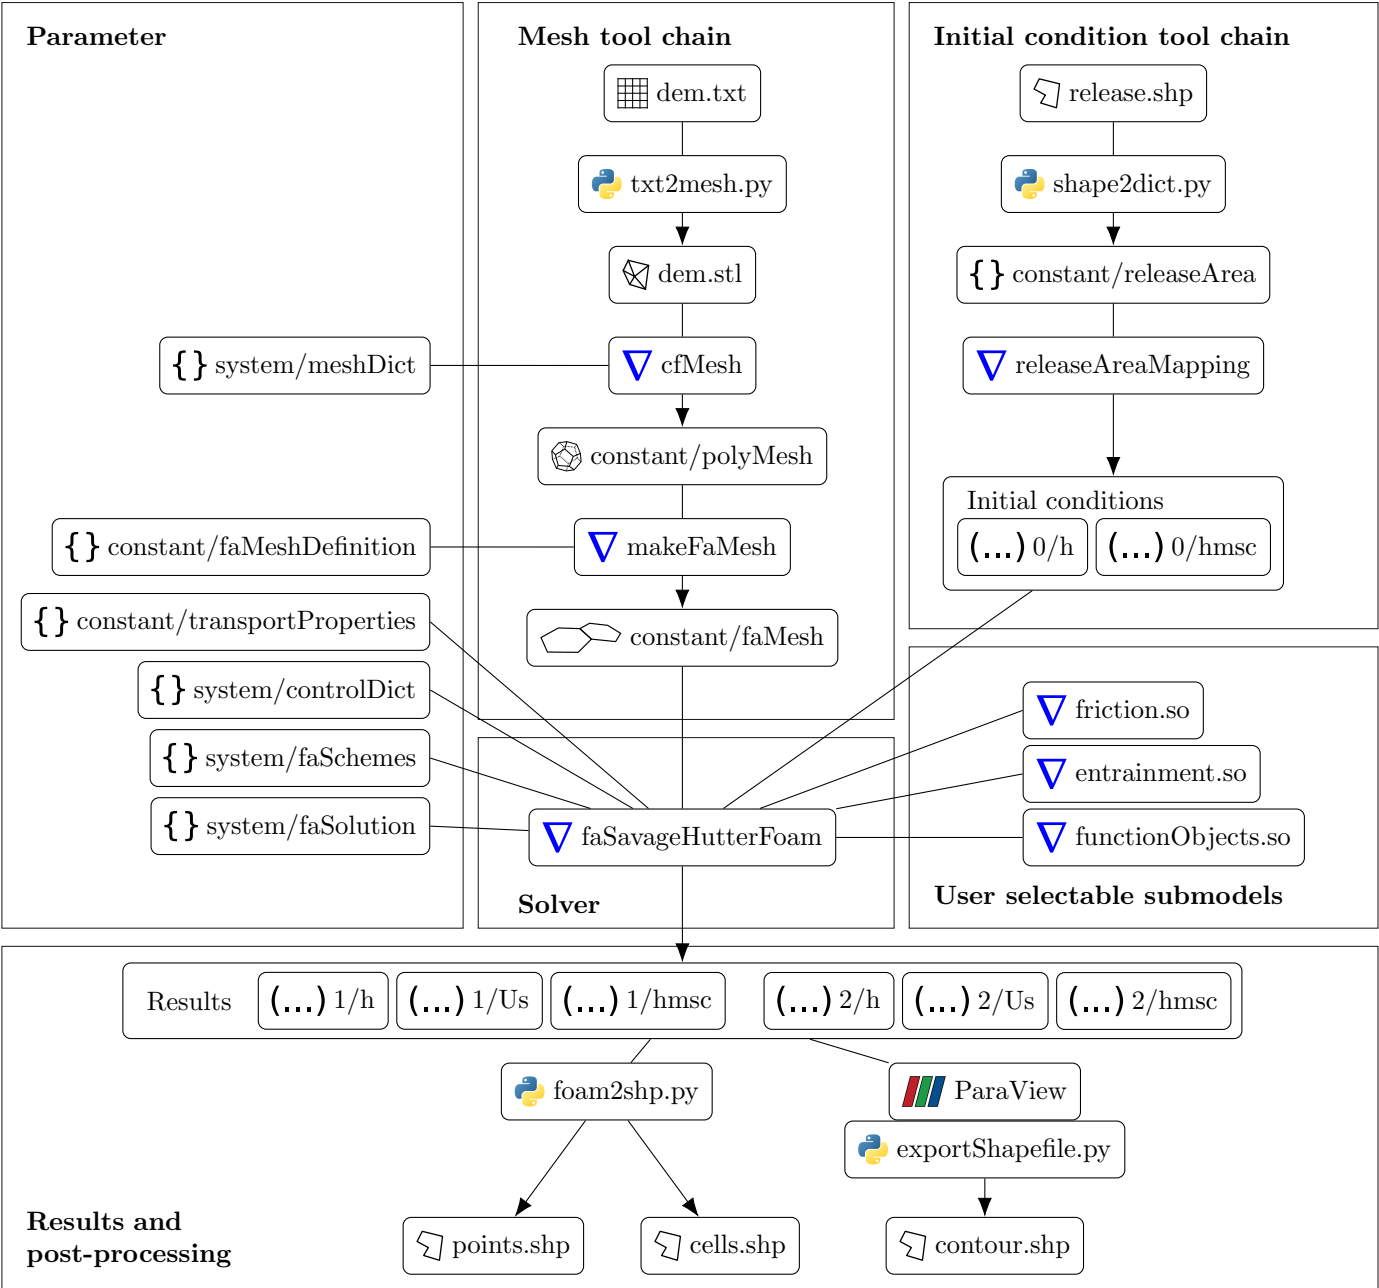 Parameter
{} system/meshDict
{} constant/faMeshDefinition
{} constant/transportProperties
{} system/controlDict
{} system/faSchemes
{} system/faSolution
Mesh tool chain
dem.txt
txt2mesh.py
dem.stl
cfMesh
constant/polyMesh
makeFaMesh
constant/faMesh
Initial condition tool chain
release.shp
shape2dict.py
{} constant/releaseArea
releaseAreaMapping
Initial conditions
(...) 0/h
(...) 0/hmsc
faSavageHutterFoam
Solver
friction.so
entrainment.so
functionObjects.so
User selectable submodels
Results
(...) 1/h
(...) 1/Us
(...) 1/hmsc
(...) 2/h
(...) 2/Us
(...) 2/hmsc
foam2shp.py
ParaView
exportShapefile.py
points.shp
cells.shp
contour.shp
Results and
post-processing